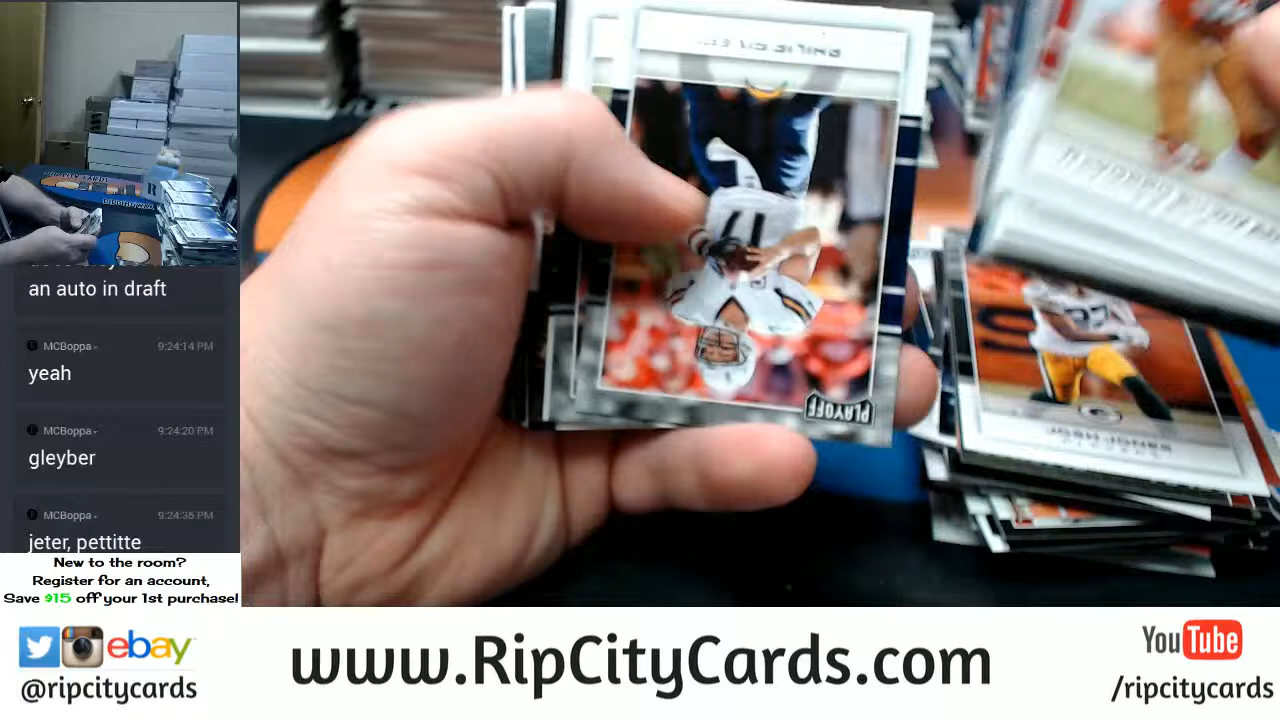 an auto in draft
MCBoppa
9:24:14 PM
yeah
MCBoppa
9:24:20 PM
gleyber
MCBoppa
9:24:35 PM
jeter, pettitte
New to the room?
Register for an account,
Save $15 off your 1st purchase!
PLAYOFF
17
ebay
@ripcitycards
www.RipCityCards.com
YouTube
/ripcitycards